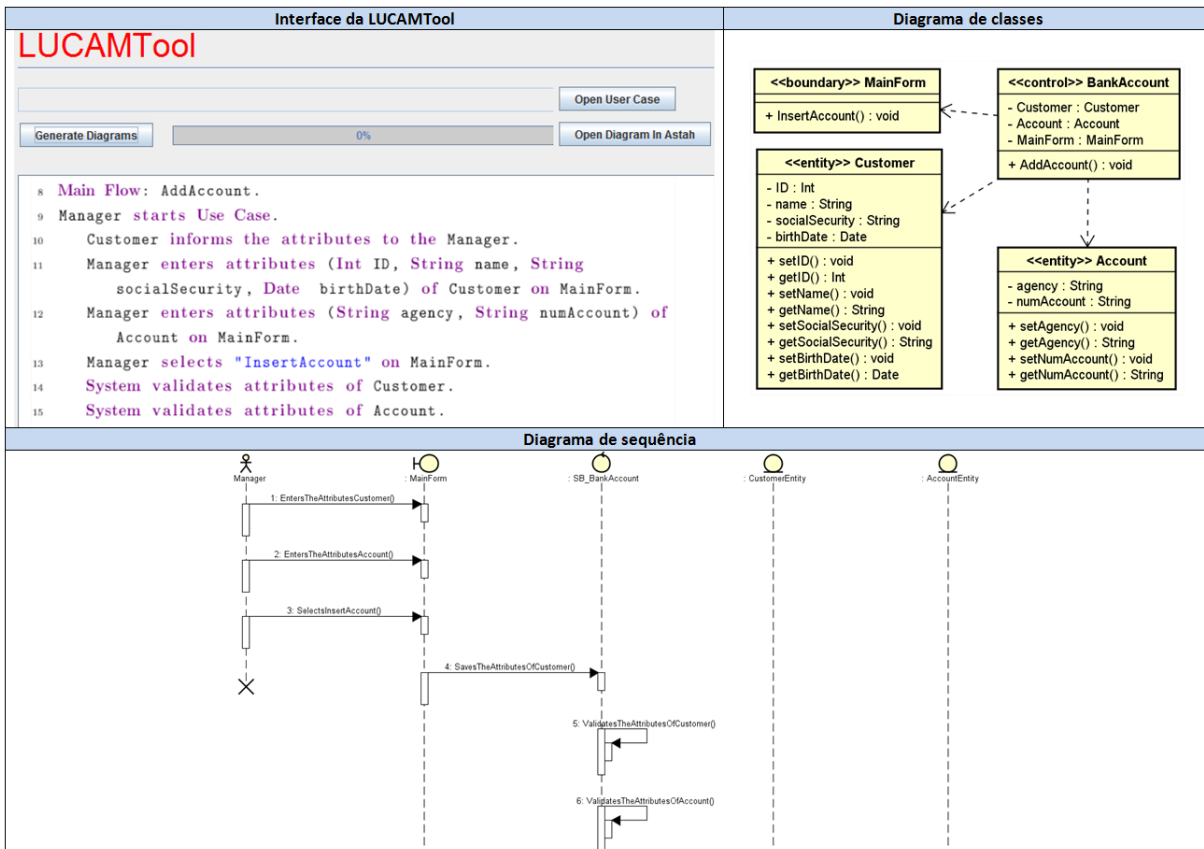 Interface da LUCAMTool
LUCAMTool
Open User Case
Generate Diagrams
0%
Open Diagram In Astah
8 Main Flow: AddAccount.
9 Manager starts Use Case.
10 Customer informs the attributes to the Manager.
11 Manager enters attributes (Int ID, String name, String
socialSecurity, Date birthDate) of Customer on MainForm.
12 Manager enters attributes (String agency, String numAccount) of
Account on MainForm.
13 Manager selects "InsertAccount" on MainForm.
14 System validates attributes of Customer.
15 System validates attributes of Account.
Diagrama de classes
<<boundary>> MainForm
+ InsertAccount() : void
<<control>> BankAccount
- Customer : Customer
- Account : Account
- MainForm : MainForm
+ AddAccount() : void
<<entity>> Customer
- ID : Int
- name : String
- socialSecurity : String
- birthDate : Date
+ setID() : void
+ getID() : Int
+ setName() : void
+ getName() : String
+ setSocialSecurity() : void
+ getSocialSecurity() : String
+ setBirthDate() : void
+ getBirthDate() : Date
<<entity>> Account
- agency : String
- numAccount : String
+ setAgency() : void
+ getAgency() : String
+ setNumAccount() : void
+ getNumAccount() : String
Diagrama de sequência
Manager
: MainForm
: SB_BankAccount
: CustomerEntity
: AccountEntity
1: EntersTheAttributesCustomer()
2: EntersTheAttributesAccount()
3: SelectsInsertAccount()
4: SavesTheAttributesOfCustomer()
5: ValidatesTheAttributesOfCustomer()
6: ValidatesTheAttributesOfAccount()